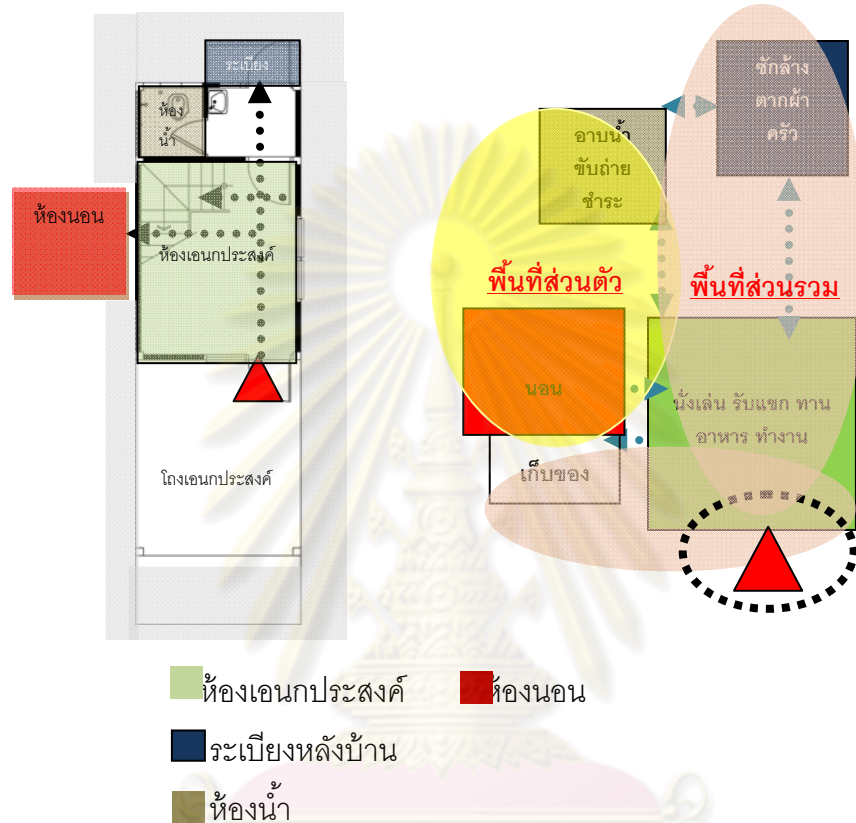 ระเบียง
ห้อง
น้ำ
ห้องนอน
ห้องเอนกประสงค์
โถงเอนกประสงค์
ซักล้าง
ตากผ้า
ครัว
อาบน้ำ
ขับถ่าย
ชำระ
พื้นที่ส่วนตัว
พื้นที่ส่วนรวม
นอน
นั่งเล่น รับแขก ทาน
อาหาร ทำงาน
เก็บของ
ห้องเอนกประสงค์
ห้องนอน
ระเบียงหลังบ้าน
ห้องน้ำ